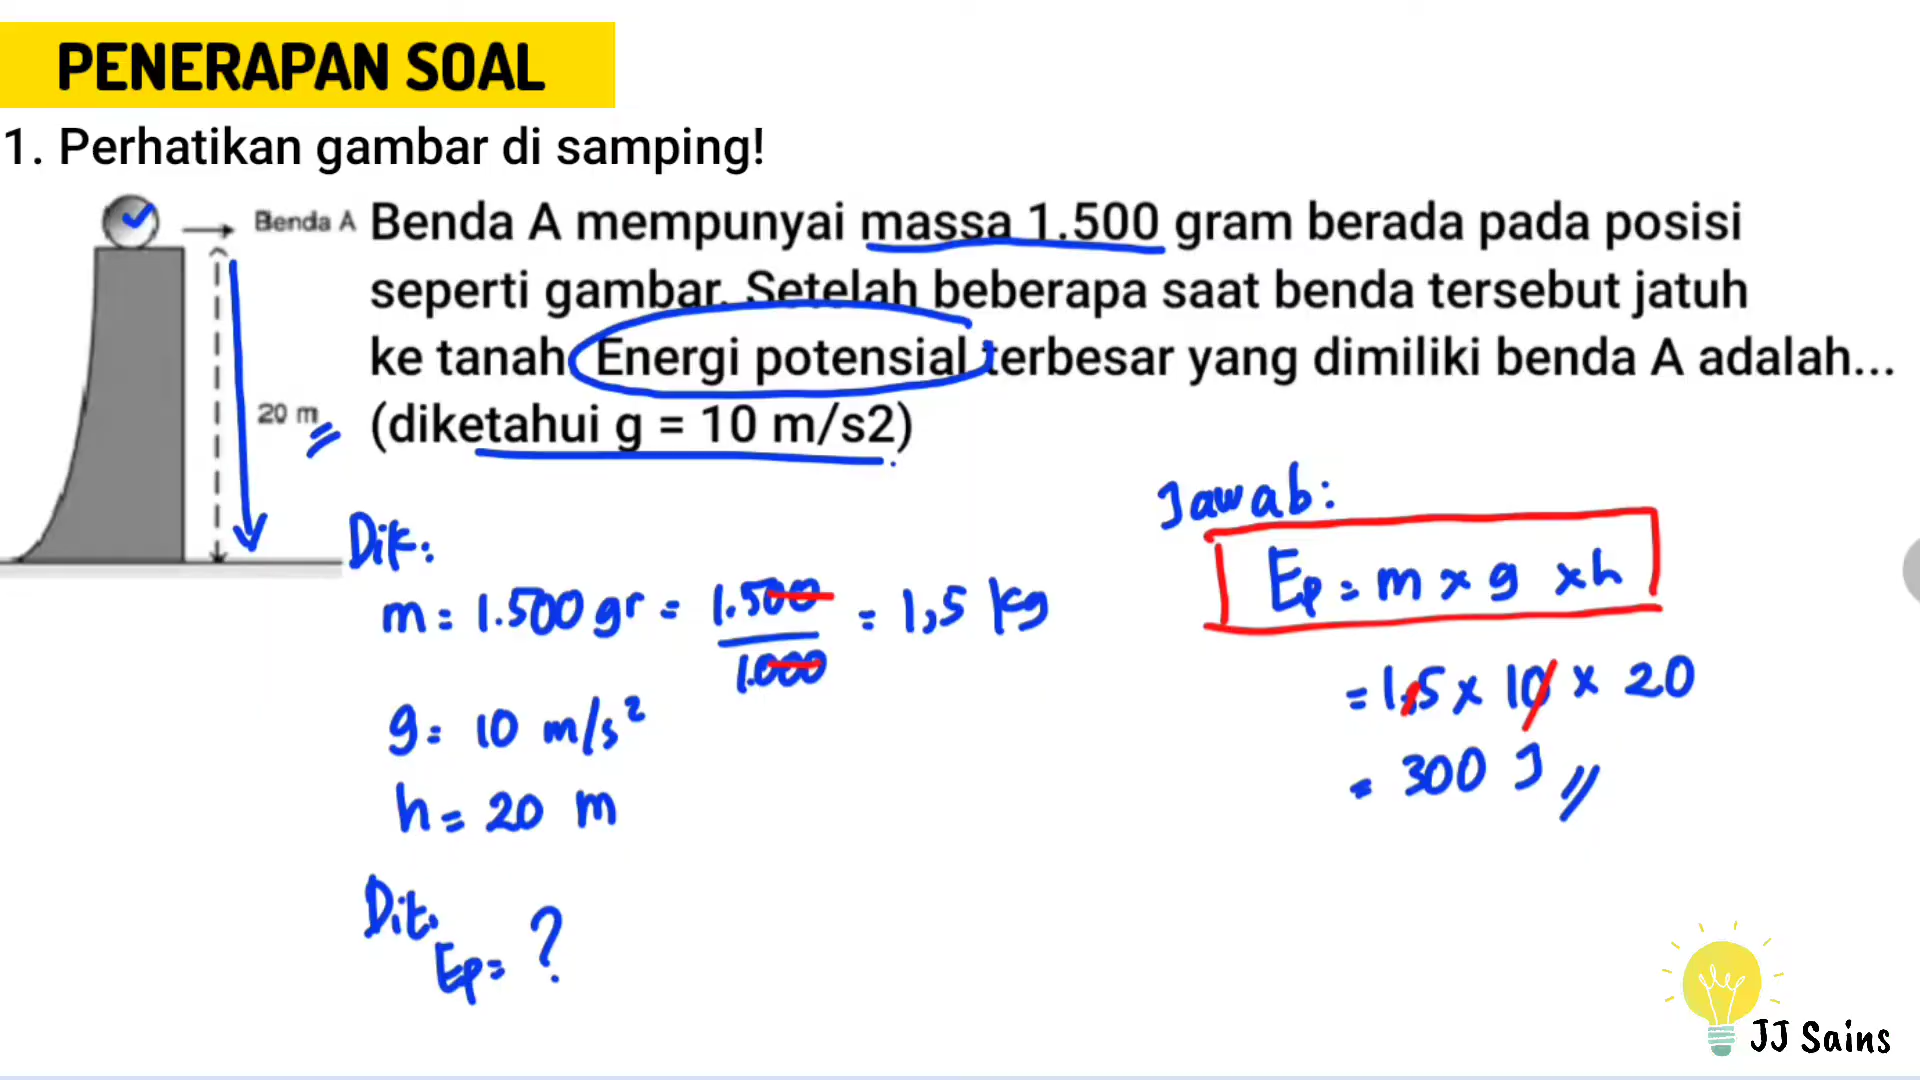 PENERAPAN SOAL
1. Perhatikan gambar di samping!
Benda A
Benda A mempunyai massa 1.500 gram berada pada posisi
seperti gambar. Setelah beberapa saat benda tersebut jatuh
ke tanah Energi potensial terbesar yang dimiliki benda A adalah...
20 m
(diketahui g = 10 m/s2)
Dik:
m = 1.500 gr = 1.500/1.000 = 1,5 kg
g = 10 m/s²
h = 20 m
Dit.
Ep = ?
Jawab:
Ep = m x g x h
= 1,5 x 10 x 20
= 300 J //
JJ Sains